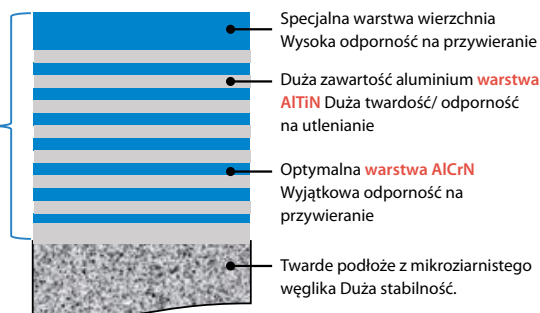 Specjalna warstwa wierzchnia
Wysoka odporność na przywieranie
Duża zawartość aluminium warstwa
AlTiN Duża twardość/ odporność
na utlenianie
Optymalna warstwa AlCrN
Wyjątkowa odporność na
przywieranie
Twarde podłoże z mikroziarnistego
węglika Duża stabilność.